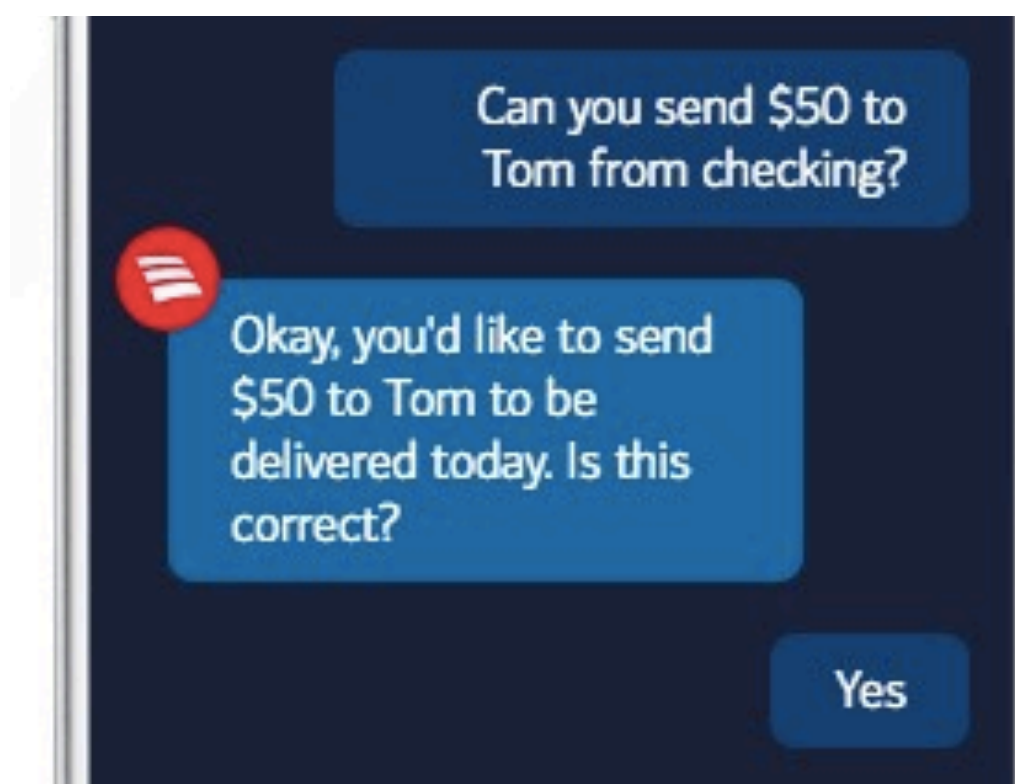 Can you send $50 to
Tom from checking?
Okay, you'd like to send
$50 to Tom to be
delivered today. Is this
correct?
Yes